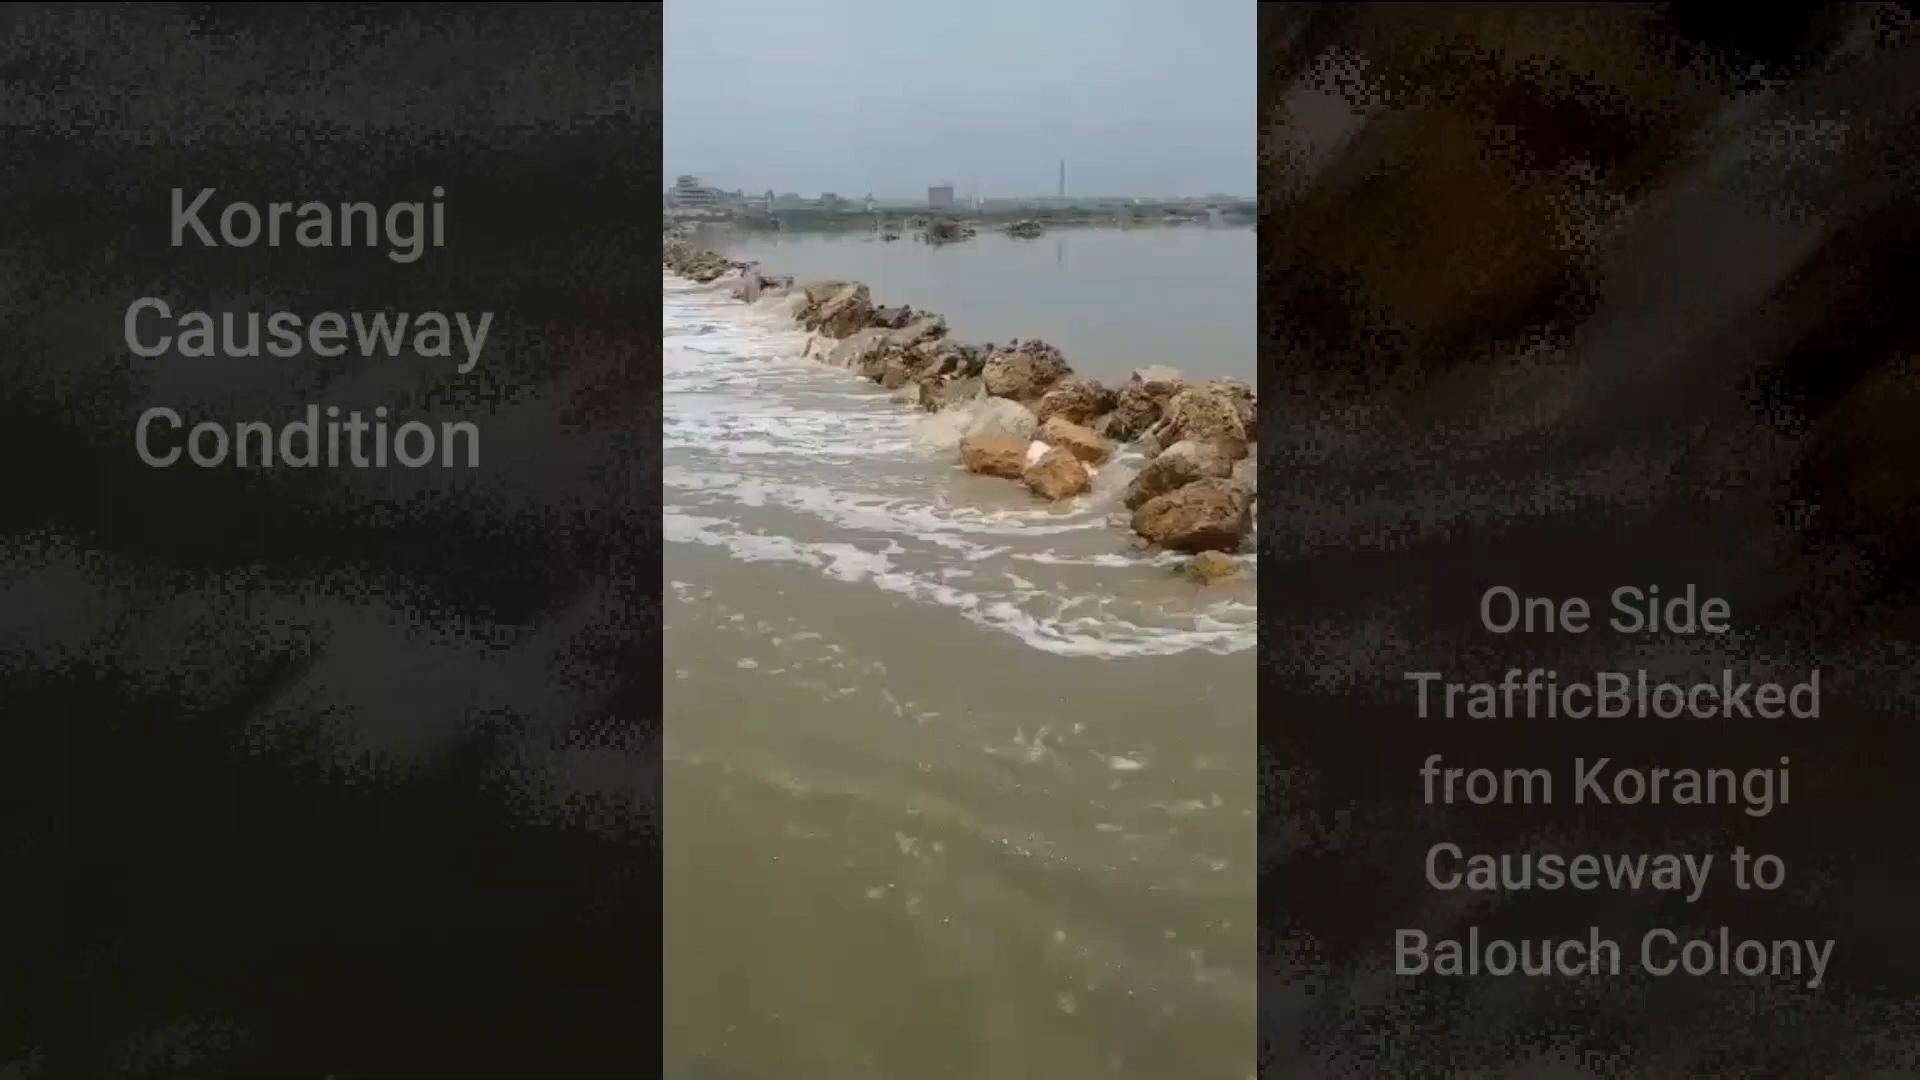 Korangi
Causeway
Condition
One Side
TrafficBlocked
from Korangi
Causeway to
Balouch Colony